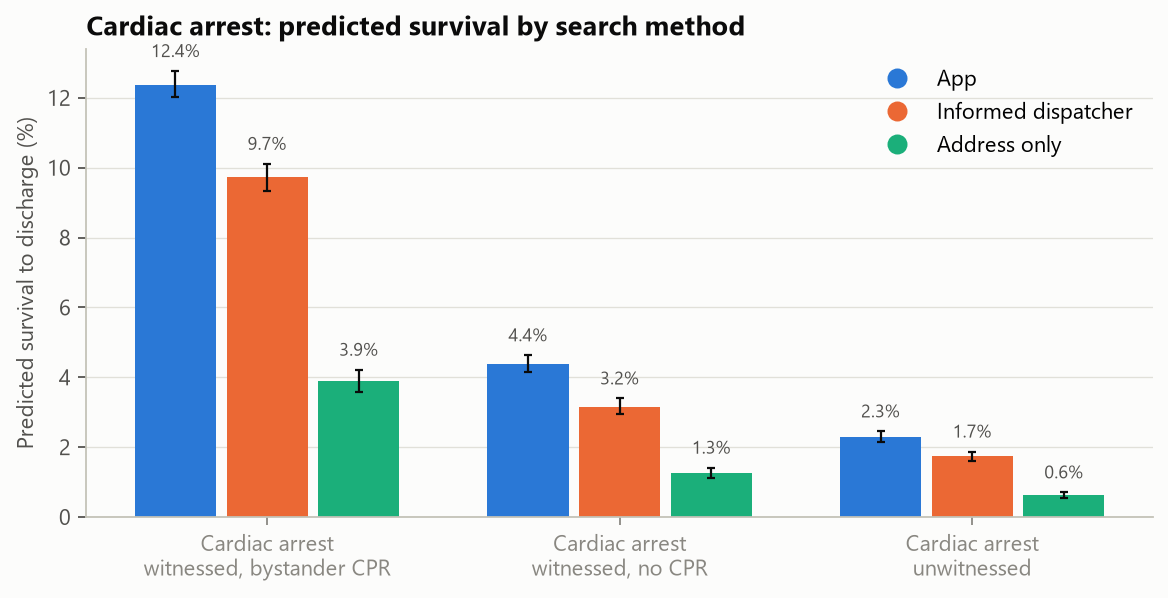 Cardiac arrest: predicted survival by search method
12.4%
9.7%
3.9%
4.4%
3.2%
1.3%
2.3%
1.7%
0.6%
App
Informed dispatcher
Address only
Predicted survival to discharge (%)
12
10
8
6
4
2
0
Cardiac arrest
witnessed, bystander CPR
Cardiac arrest
witnessed, no CPR
Cardiac arrest
unwitnessed